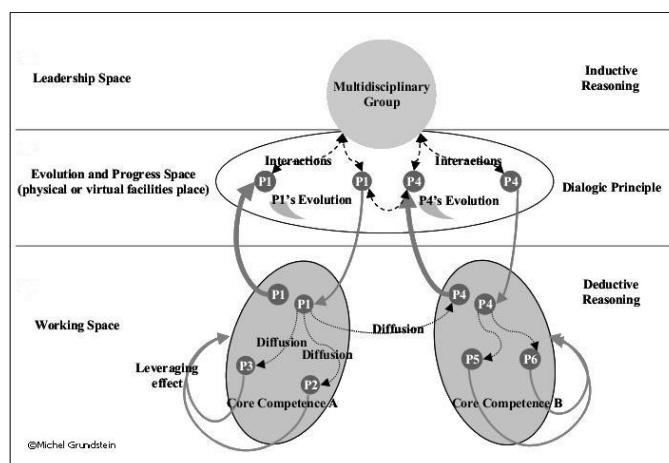 Leadership Space
Multidisciplinary
Group
Inductive
Reasoning
Evolution and Progress Space
(physical or virtual facilities place)
Interactions
Interactions
P1
P1
P4
P4
P1's Evolution
P4's Evolution
Dialogic Principle
Working Space
Deductive
Reasoning
P1
P1
P4
P4
Diffusion
Diffusion
Diffusion
Leveraging
effect
P3
P2
P5
P6
Core Competence A
Core Competence B
©Michel Grundstein